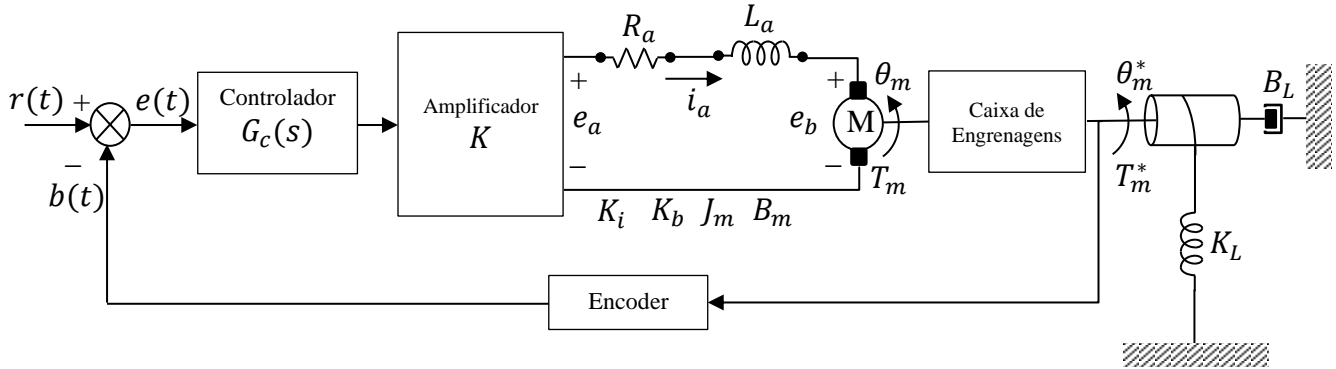 r(t)
+
−
b(t)
e(t)
Controlador
G_c(s)
Amplificador
K
R_a
L_a
i_a
+
e_a
−
+
e_b
−
M
θ_m
T_m
K_i K_b J_m B_m
Caixa de
Engrenagens
θ_m^*
T_m^*
B_L
K_L
Encoder